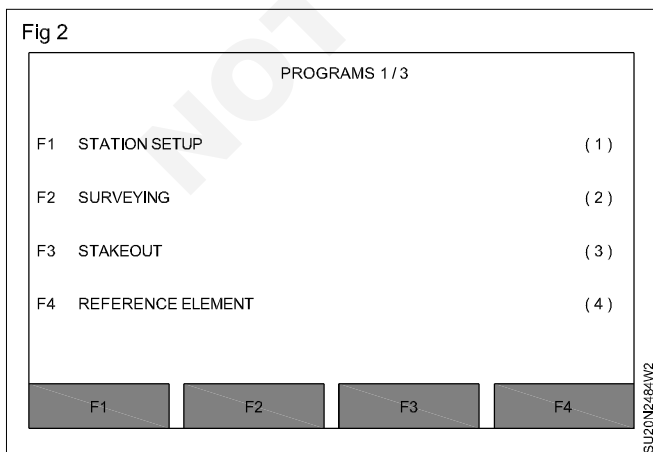 Fig 2
PROGRAMS 1 / 3
F1 STATION SETUP ( 1 )
F2 SURVEYING ( 2 )
F3 STAKEOUT ( 3 )
F4 REFERENCE ELEMENT ( 4 )
F1 F2 F3 F4
SU20N2484W2
NOT